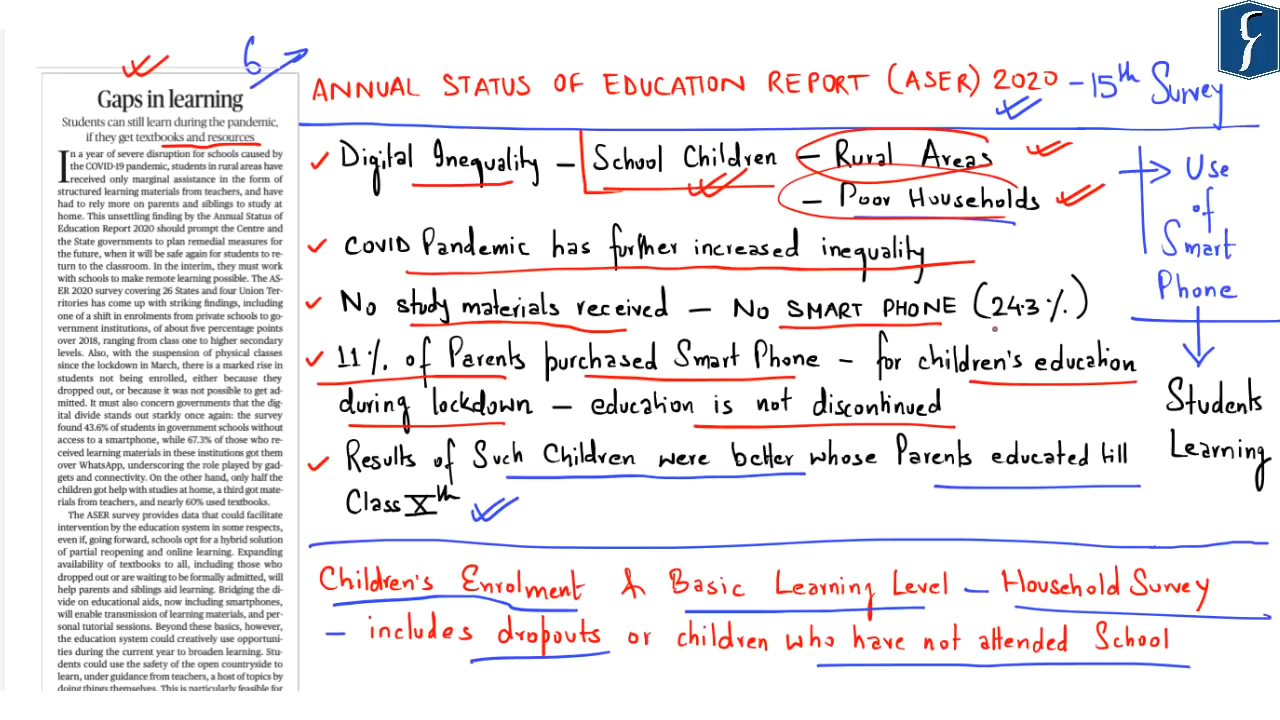 6
Gaps in learning
Students can still learn during the pandemic,
if they get textbooks and resources
In a year of severe disruption for schools caused by
the COVID-19 pandemic, students in rural areas have
received only marginal assistance in the form of
structured learning materials from teachers, and have
had to rely more on parents and siblings to study at
home. This unsettling finding by the Annual Status of
Education Report 2020 should prompt the Centre and
the State governments to plan remedial measures for
the future, when it will be safe again for students to re-
turn to the classroom. In the interim, they must work
with schools to make remote learning possible. The AS-
ER 2020 survey covering 26 States and four Union Ter-
ritories has come up with striking findings, including
one of a shift in enrolments from private schools to go-
vernment institutions, of about five percentage points
over 2018, ranging from class one to higher secondary
levels. Also, with the suspension of physical classes
since the lockdown in March, there is a marked rise in
students not being enrolled, either because they
dropped out, or because it was not possible to get ad-
mitted. It must also concern governments that the dig-
ital divide stands out starkly once again: the survey
found 43.6% of students in government schools without
access to a smartphone, while 67.3% of those who re-
ceived learning materials in these institutions got them
over WhatsApp, underscoring the role played by gad-
gets and connectivity. On the other hand, only half the
children got help with studies at home, a third got mate-
rials from teachers, and nearly 60% used textbooks.
The ASER survey provides data that could facilitate
intervention by the education system in some respects,
even if, going forward, schools opt for a hybrid solution
of partial reopening and online learning. Expanding
availability of textbooks to all, including those who
dropped out or are waiting to be formally admitted, will
help parents and siblings aid learning. Bridging the di-
vide on educational aids, now including smartphones,
will enable transmission of learning materials, and per-
sonal tutorial sessions. Beyond these basics, however,
the education system could creatively use opportuni-
ties during the current year to broaden learning. Stu-
dents could use the safety of the open countryside to
learn, under guidance from teachers, a host of topics by
doing things themselves. This is particularly feasible for
ANNUAL STATUS OF EDUCATION REPORT (ASER) 2020 - 15th Survey
Digital Inequality - School Children - Rural Areas
- Poor Households
COVID Pandemic has further increased inequality
No study materials received - No SMART PHONE (24.3%)
11% of Parents purchased Smart Phone - for children's education
during lockdown - education is not discontinued
Results of Such Children were better whose Parents educated till
Class Xth
Use
of
Smart
Phone
Students
Learning
Children's Enrolment & Basic Learning Level - Household Survey
- includes dropouts or children who have not attended School